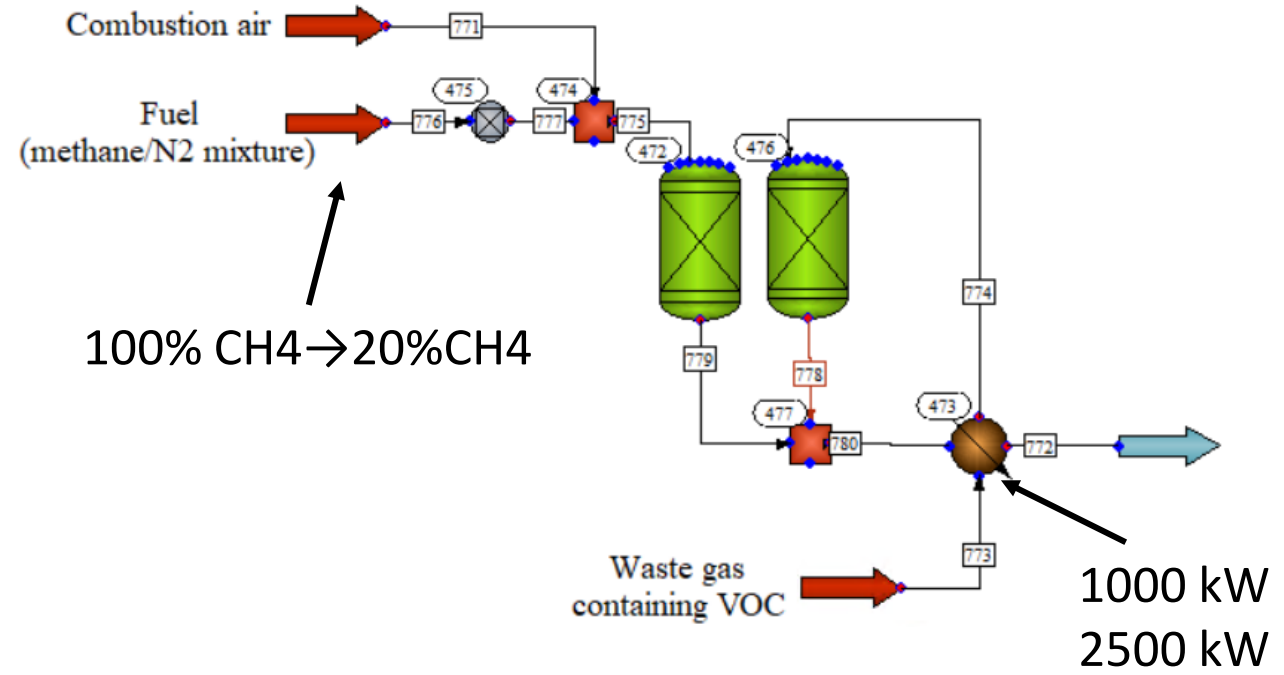 Combustion air
771
475
474
Fuel
(methane/N2 mixture)
776
777
775
472
476
774
100% CH4→20%CH4
779
778
477
473
780
772
773
Waste gas
containing VOC
1000 kW
2500 kW